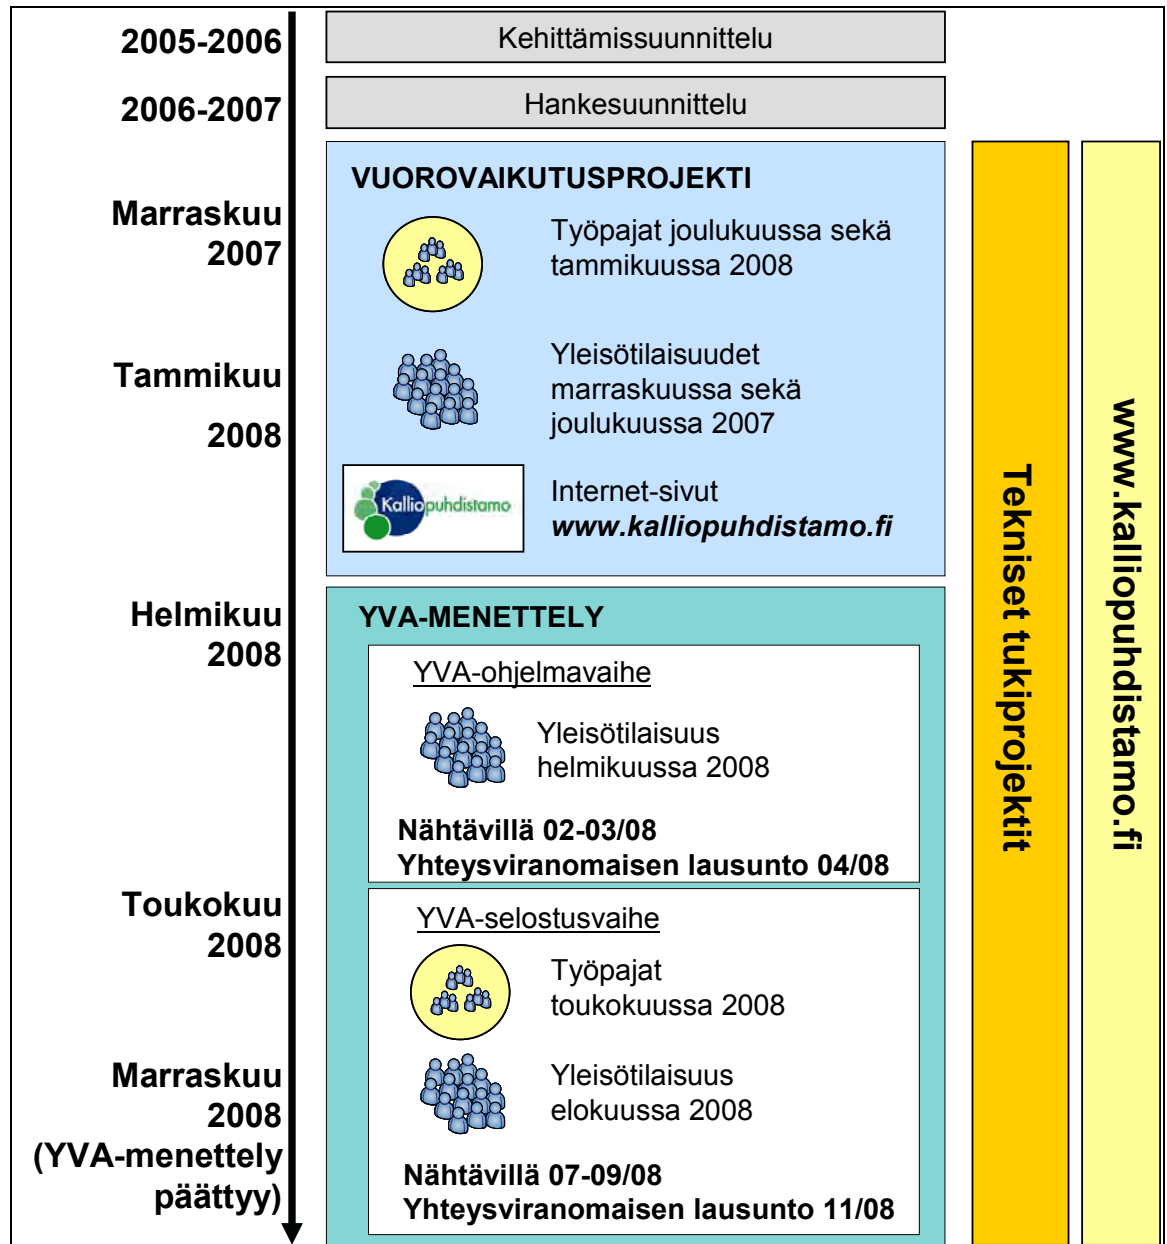 2005-2006
Kehittämissuunnittelu
2006-2007
Hankesuunnittelu
Marraskuu
2007
Tammikuu
2008
VUOROVAIKUTUSPROJEKTI
Työpajat joulukuussa sekä
tammikuussa 2008
Yleisötilaisuudet
marraskuussa sekä
joulukuussa 2007
Kalliopuhdistamo
Internet-sivut
www.kalliopuhdistamo.fi
Helmikuu
2008
YVA-MENETTELY
YVA-ohjelmavaihe
Yleisötilaisuus
helmikuussa 2008
Nähtävillä 02-03/08
Yhteysviranomaisen lausunto 04/08
Toukokuu
2008
YVA-selostusvaihe
Työpajat
toukokuussa 2008
Marraskuu
2008
(YVA-menettely
päättyy)
Yleisötilaisuus
elokuussa 2008
Nähtävillä 07-09/08
Yhteysviranomaisen lausunto 11/08
Tekniset tukiprojektit
www.kalliopuhdistamo.fi